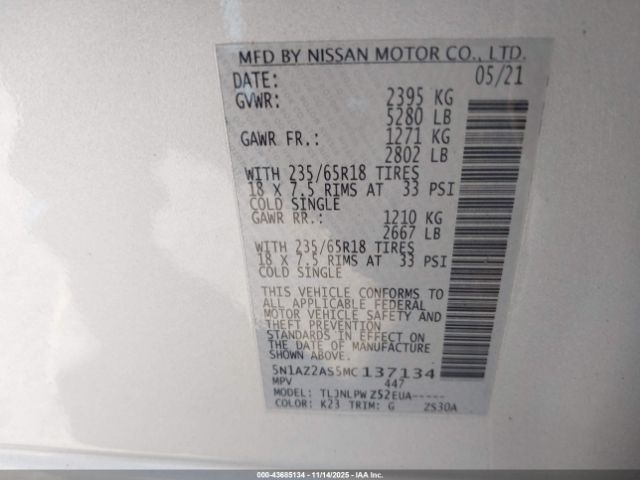 MFD BY NISSAN MOTOR CO., LTD.
DATE: 05/21
GVWR: 2395 KG
5280 LB
GAWR FR.: 1271 KG
2802 LB
WITH 235/65R18 TIRES
18 X 7.5 RIMS AT 33 PSI
COLD SINGLE
GAWR RR.: 1210 KG
2667 LB
WITH 235/65R18 TIRES
18 X 7.5 RIMS AT 33 PSI
COLD SINGLE
THIS VEHICLE CONFORMS TO
ALL APPLICABLE FEDERAL
MOTOR VEHICLE SAFETY AND
THEFT PREVENTION
STANDARDS IN EFFECT ON
THE DATE OF MANUFACTURE
SHOWN ABOVE.
5N1AZ2AS5MC137134
MPV 447
MODEL: TLJNLPW Z52EUA-----
COLOR: K23 TRIM: G ZS30A
000-43685134 - 11/14/2025 - IAA Inc.